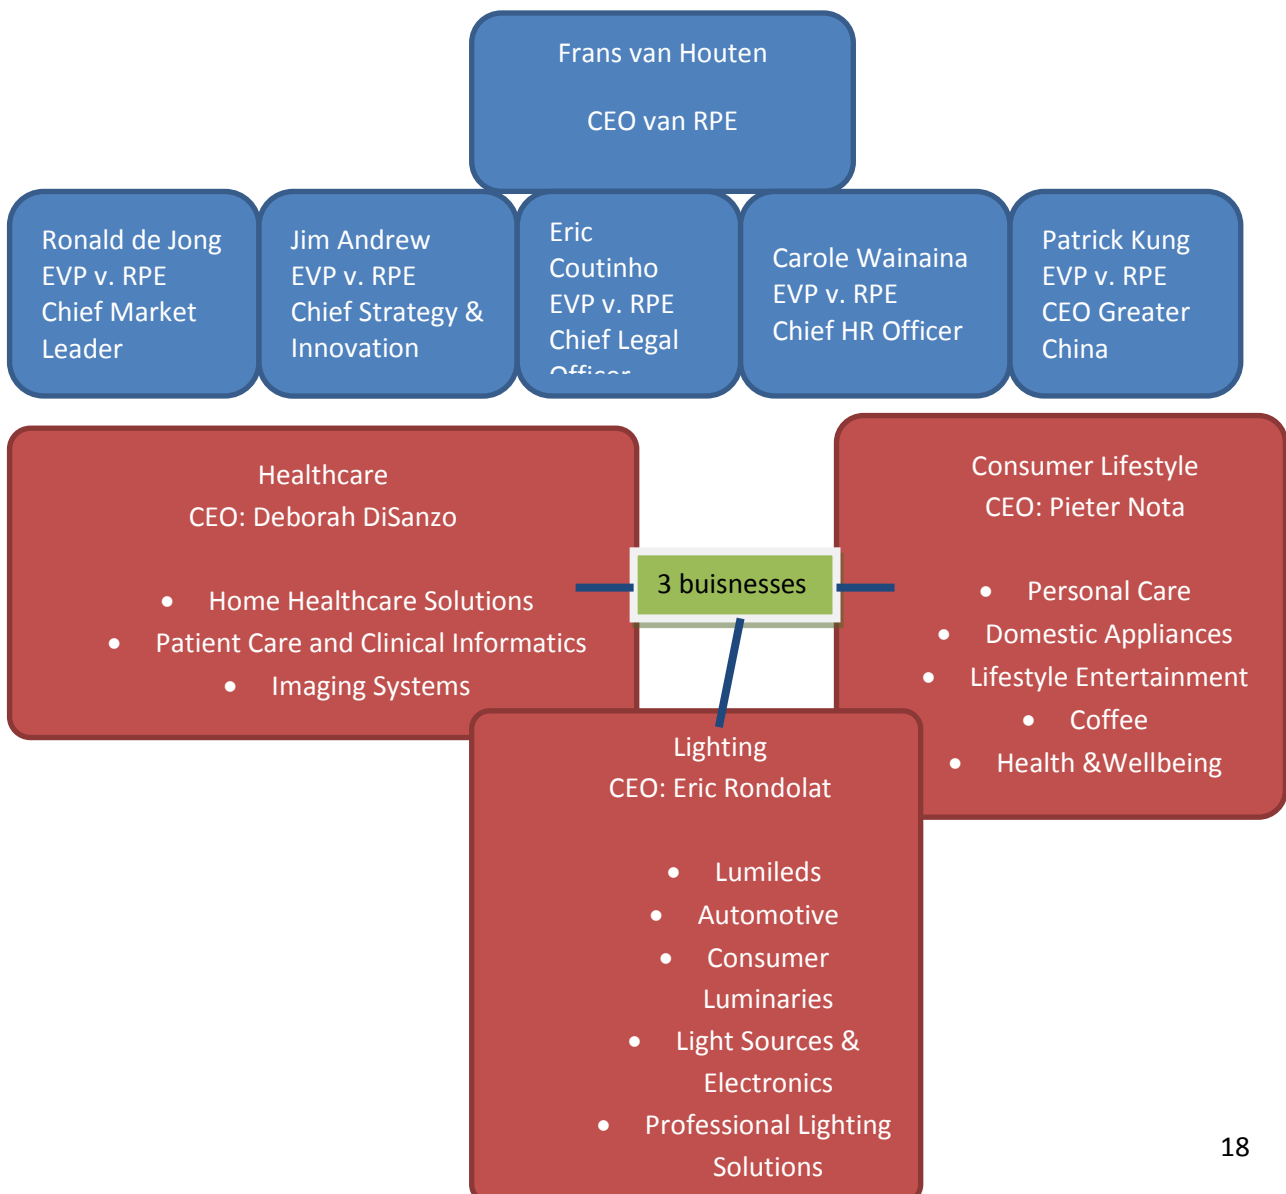 Frans van Houten
CEO van RPE
Ronald de Jong
EVP v. RPE
Chief Market
Leader
Jim Andrew
EVP v. RPE
Chief Strategy &
Innovation
Eric
Coutinho
EVP v. RPE
Chief Legal
Officer
Carole Wainaina
EVP v. RPE
Chief HR Officer
Patrick Kung
EVP v. RPE
CEO Greater
China
Healthcare
CEO: Deborah DiSanzo
• Home Healthcare Solutions
• Patient Care and Clinical Informatics
• Imaging Systems
3 buisnesses
Consumer Lifestyle
CEO: Pieter Nota
• Personal Care
• Domestic Appliances
• Lifestyle Entertainment
• Coffee
• Health &Wellbeing
Lighting
CEO: Eric Rondolat
• Lumileds
• Automotive
• Consumer
Luminaries
• Light Sources &
Electronics
• Professional Lighting
Solutions
18